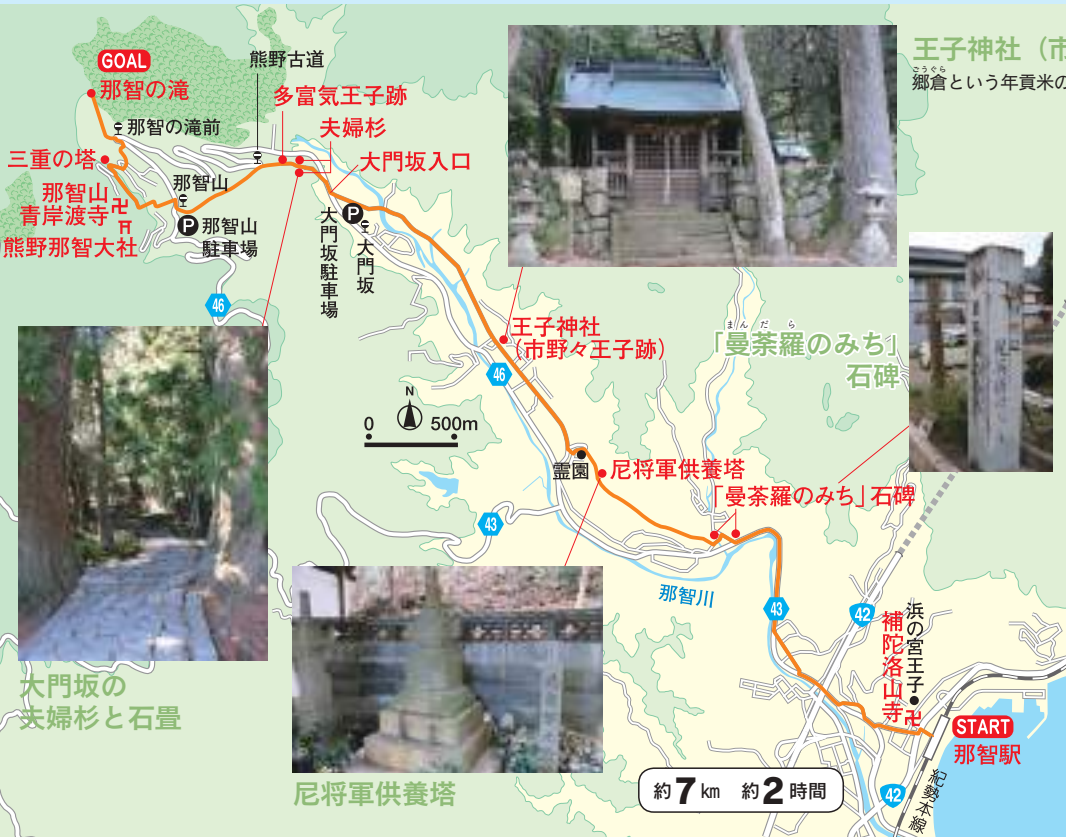 GOAL
那智の滝
那智の滝前
三重の塔
那智山
青岸渡寺
熊野那智大社
那智山
P
那智山
駐車場
熊野古道
多富気王子跡
夫婦杉
大門坂入口
P
大門坂駐車場
大門坂
46
王子神社（市
こうぐら
郷倉という年貢米の
王子神社
（市野々王子跡）
46
まんだら
「曼荼羅のみち」
石碑
N
0 500m
霊園
尼将軍供養塔
「曼荼羅のみち」石碑
43
那智川
43
42
浜の宮王子
補陀洛山寺
START
那智駅
紀勢本線
42
大門坂の
夫婦杉と石畳
尼将軍供養塔
約7km 約2時間